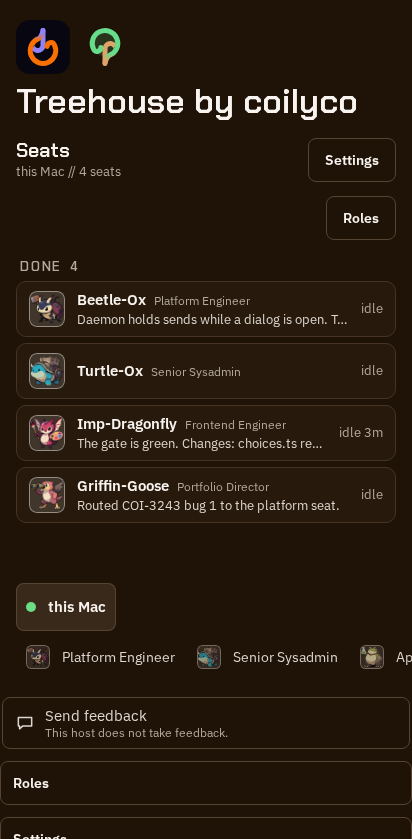 Treehouse by coilyco
Seats
this Mac // 4 seats
Settings
Roles
DONE 4
Beetle-Ox Platform Engineer
Daemon holds sends while a dialog is open. T...
idle
Turtle-Ox Senior Sysadmin
idle
Imp-Dragonfly Frontend Engineer
The gate is green. Changes: choices.ts re...
idle 3m
Griffin-Goose Portfolio Director
Routed COI-3243 bug 1 to the platform seat.
idle
this Mac
Platform Engineer Senior Sysadmin Ap
Send feedback
This host does not take feedback.
Roles
Settings